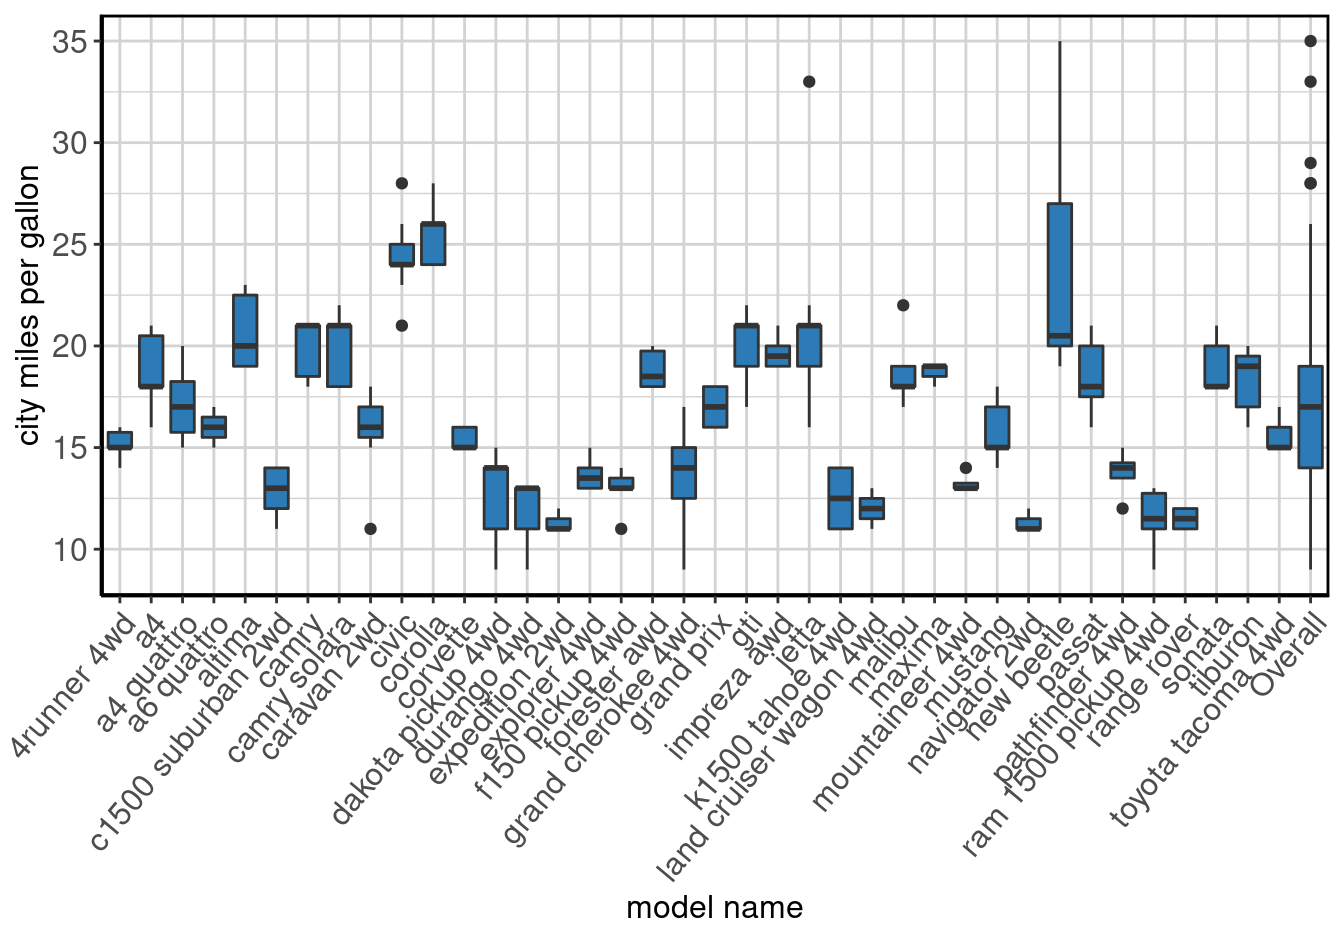 city miles per gallon
35
30
25
20
15
10
4runner 4wd
a4
a4 quattro
a6 quattro
altima
c1500 suburban 2wd
camry
camry solara
caravan 2wd
civic
corolla
corvette
dakota pickup 4wd
durango 4wd
expedition 2wd
explorer 4wd
f150 pickup 4wd
forester awd
grand cherokee 4wd
grand prix
gti
impreza awd
jetta
k1500 tahoe 4wd
land cruiser wagon 4wd
malibu
maxima
mountaineer 4wd
mustang
navigator 2wd
new beetle
passat
pathfinder 4wd
ram 1500 pickup 4wd
range rover
sonata
tiburon
toyota tacoma 4wd
Overall
model name